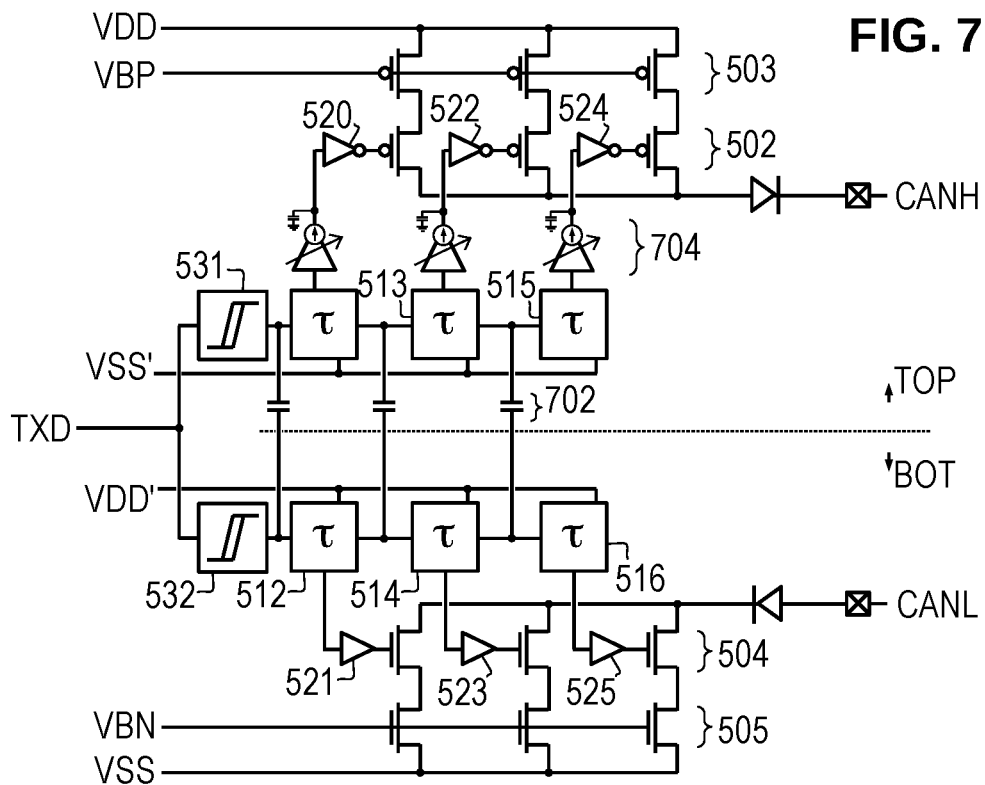 FIG. 7
VDD
VBP
503
520
522
524
502
CANH
704
531
513
515
τ
τ
τ
VSS'
702
TOP
TXD
BOT
VDD'
τ
τ
τ
532
512
514
516
CANL
521
523
525
504
VBN
505
VSS